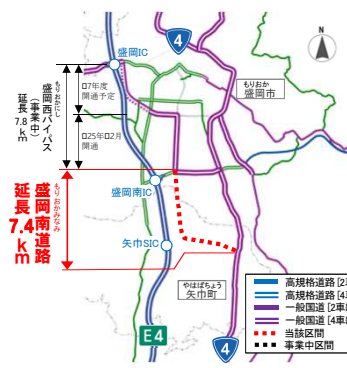 4
盛岡IC
N
もりおか
盛岡市
もりおかにし
盛岡西バイパス
(事業中)
延長7.8km
7年度
開通予定
25年2月
開通
もりおかみなみ
盛岡南道路
延長7.4km
盛岡南IC
矢巾SIC
やはばちょう
矢巾町
E4
4
高規格道路 [2車
高規格道路 [4車
一般国道 [2車
一般国道 [4車
当該区間
事業中区間